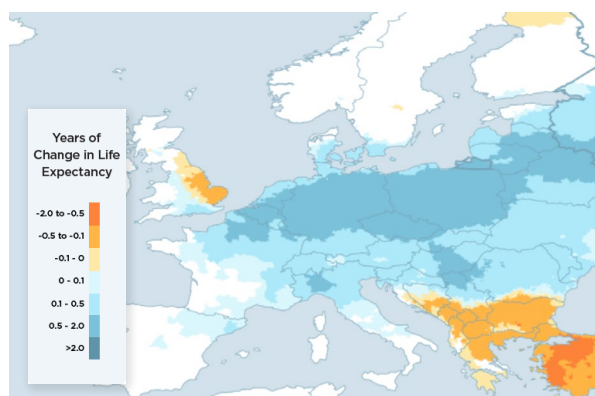 Years of
Change in Life
Expectancy
-2.0 to -0.5
-0.5 to -0.1
-0.1 - 0
0 - 0.1
0.1 - 0.5
0.5 - 2.0
>2.0